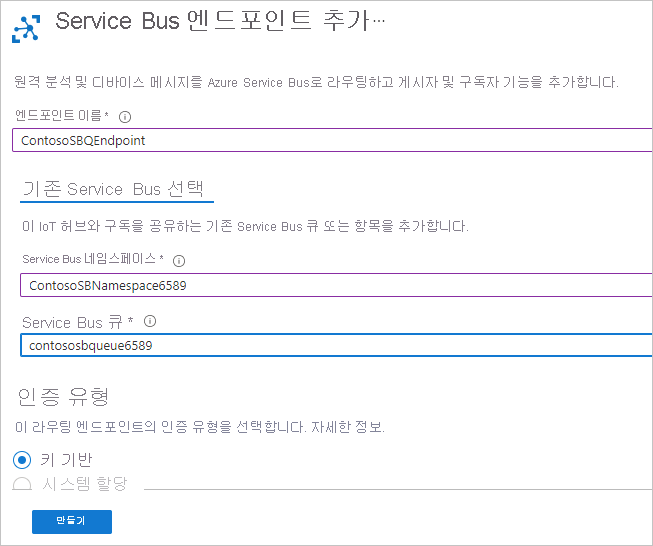 Service Bus 엔드포인트 추가...
원격 분석 및 디바이스 메시지를 Azure Service Bus로 라우팅하고 게시자 및 구독자 기능을 추가합니다.
엔드포인트 이름 *
ContosoSBQEndpoint
기존 Service Bus 선택
이 IoT 허브와 구독을 공유하는 기존 Service Bus 큐 또는 항목을 추가합니다.
Service Bus 네임스페이스 *
ContosoSBNamespace6589
Service Bus 큐 *
contososbqueue6589
인증 유형
이 라우팅 엔드포인트의 인증 유형을 선택합니다. 자세한 정보.
키 기반
시스템 할당
만들기